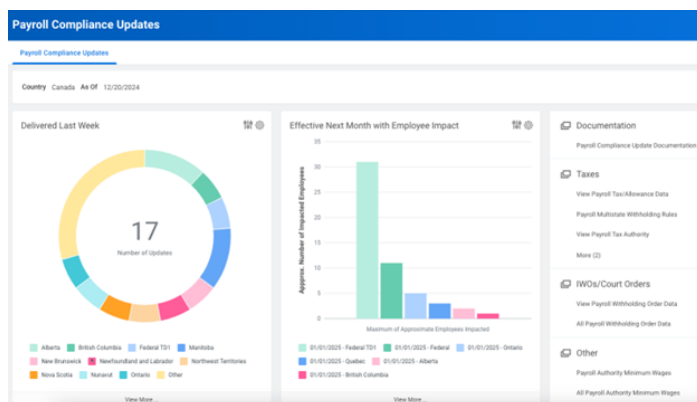 Payroll Compliance Updates
Payroll Compliance Updates
Country Canada As Of 12/20/2024
Delivered Last Week
17
Number of Updates
Alberta British Columbia Federal TD1 Manitoba
New Brunswick Newfoundland and Labrador Northwest Territories
Nova Scotia Nunavut Ontario Other
View More ...
Effective Next Month with Employee Impact
Appprox. Number of Impacted Employees
35
30
25
20
15
10
5
0
Maximum of Approximate Employees Impacted
01/01/2025 - Federal TD1 01/01/2025 - Federal 01/01/2025 - Ontario
01/01/2025 - Quebec 01/01/2025 - Alberta
01/01/2025 - British Columbia
View More ...
Documentation
Payroll Compliance Update Documentation
Taxes
View Payroll Tax/Allowance Data
Payroll Multistate Withholding Rules
View Payroll Tax Authority
More (2)
IWOs/Court Orders
View Payroll Withholding Order Data
All Payroll Withholding Order Data
Other
Payroll Authority Minimum Wages
All Payroll Authority Minimum Wages